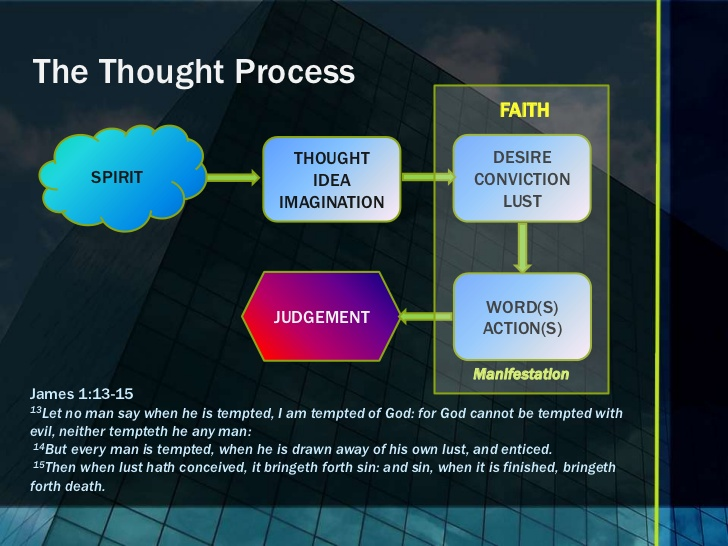 The Thought Process
FAITH
SPIRIT
THOUGHT
IDEA
IMAGINATION
DESIRE
CONVICTION
LUST
JUDGEMENT
WORD(S)
ACTION(S)
Manifestation
James 1:13-15
13Let no man say when he is tempted, I am tempted of God: for God cannot be tempted with
evil, neither tempteth he any man:
14But every man is tempted, when he is drawn away of his own lust, and enticed.
15Then when lust hath conceived, it bringeth forth sin: and sin, when it is finished, bringeth
forth death.